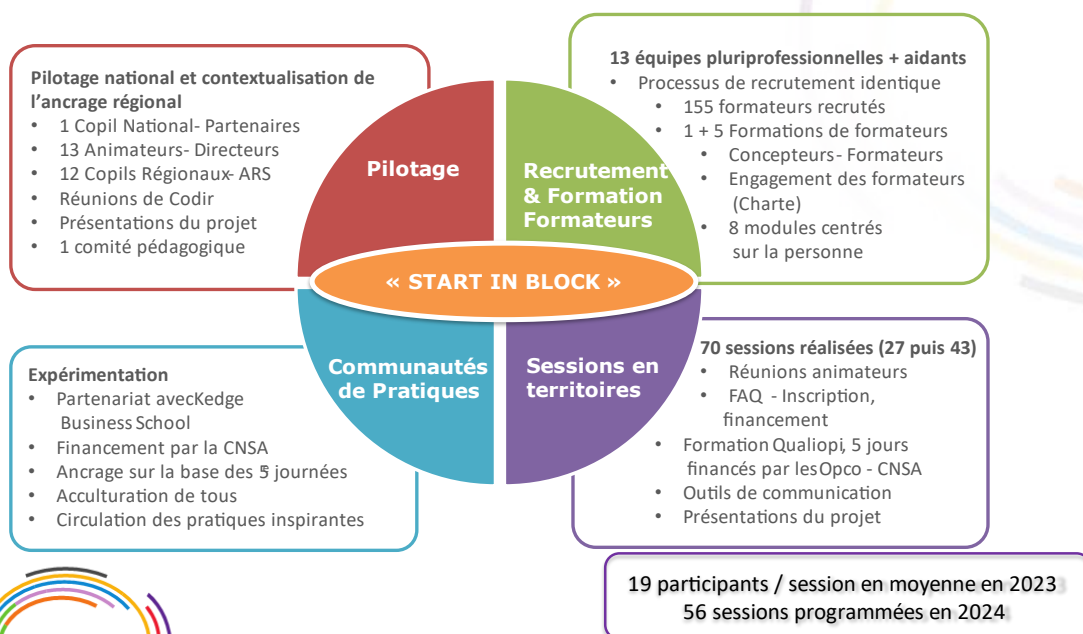 Pilotage national et contextualisation de
l'ancrage régional
• 1 Copil National- Partenaires
• 13 Animateurs- Directeurs
• 12 Copils Régionaux- ARS
• Réunions de Codir
• Présentations du projet
• 1 comité pédagogique
13 équipes pluriprofessionnelles + aidants
• Processus de recrutement identique
• 155 formateurs recrutés
• 1 + 5 Formations de formateurs
• Concepteurs- Formateurs
• Engagement des formateurs
(Charte)
• 8 modules centrés
sur la personne
Pilotage
Recrutement
& Formation
Formateurs
« START IN BLOCK »
Communautés
de Pratiques
Sessions en
territoires
Expérimentation
• Partenariat avecKedge
Business School
• Financement par la CNSA
• Ancrage sur la base des 5 journées
• Acculturation de tous
• Circulation des pratiques inspirantes
70 sessions réalisées (27 puis 43)
• Réunions animateurs
• FAQ - Inscription,
financement
• Formation Qualiopi, 5 jours
financés par lesOpco - CNSA
• Outils de communication
• Présentations du projet
19 participants / session en moyenne en 2023
56 sessions programmées en 2024